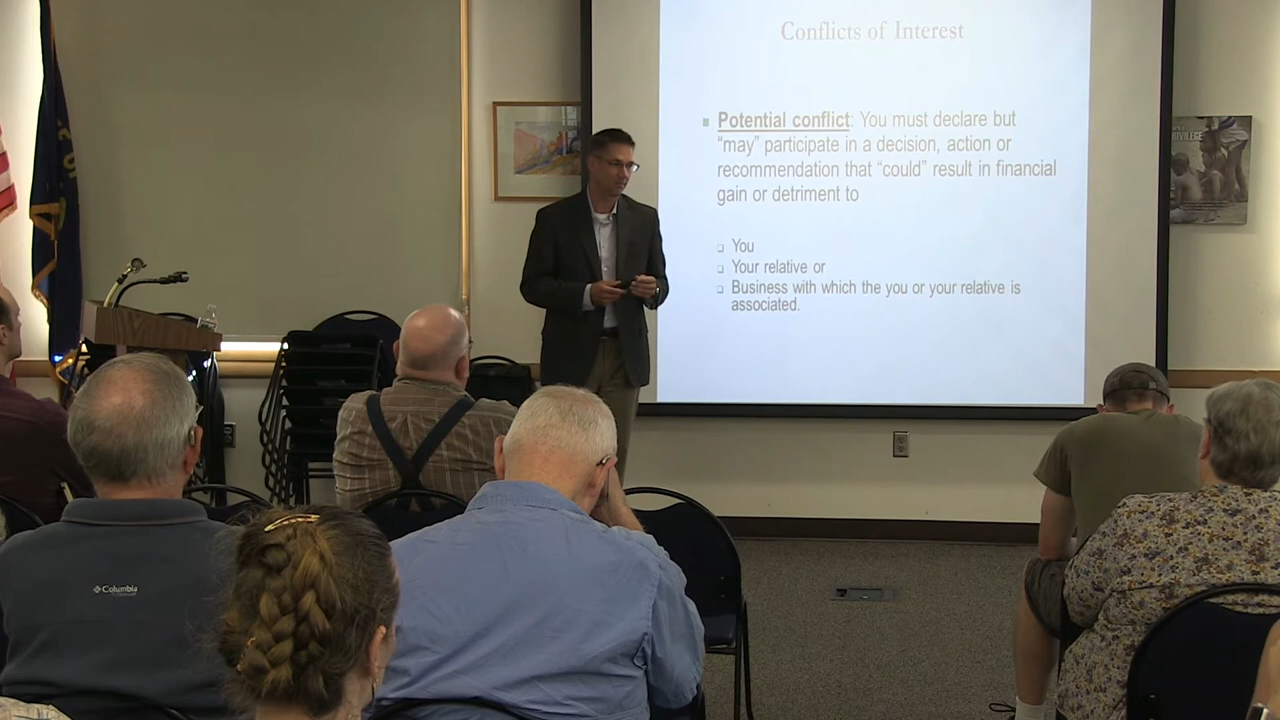 Conflicts of Interest
Potential conflict: You must declare but
“may” participate in a decision, action or
recommendation that “could” result in financial
gain or detriment to
You
Your relative or
Business with which the you or your relative is
associated.
Columbia